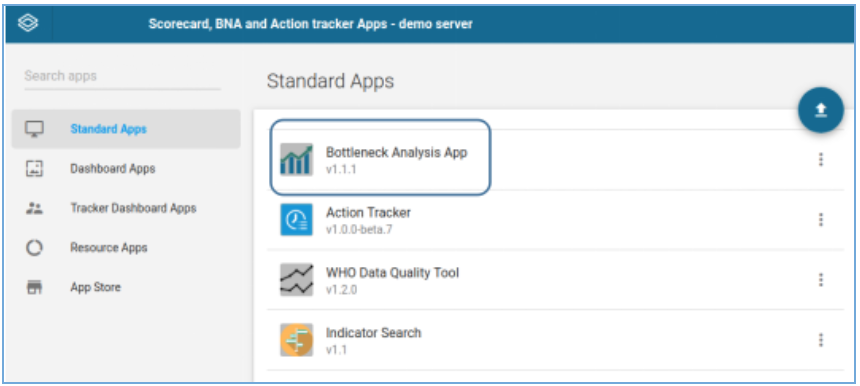 Scorecard, BNA and Action tracker Apps - demo server
Search apps
Standard Apps
Dashboard Apps
Tracker Dashboard Apps
Resource Apps
App Store
Standard Apps
Bottleneck Analysis App
v1.1.1
Action Tracker
v1.0.0-beta.7
WHO Data Quality Tool
v1.2.0
Indicator Search
v1.1